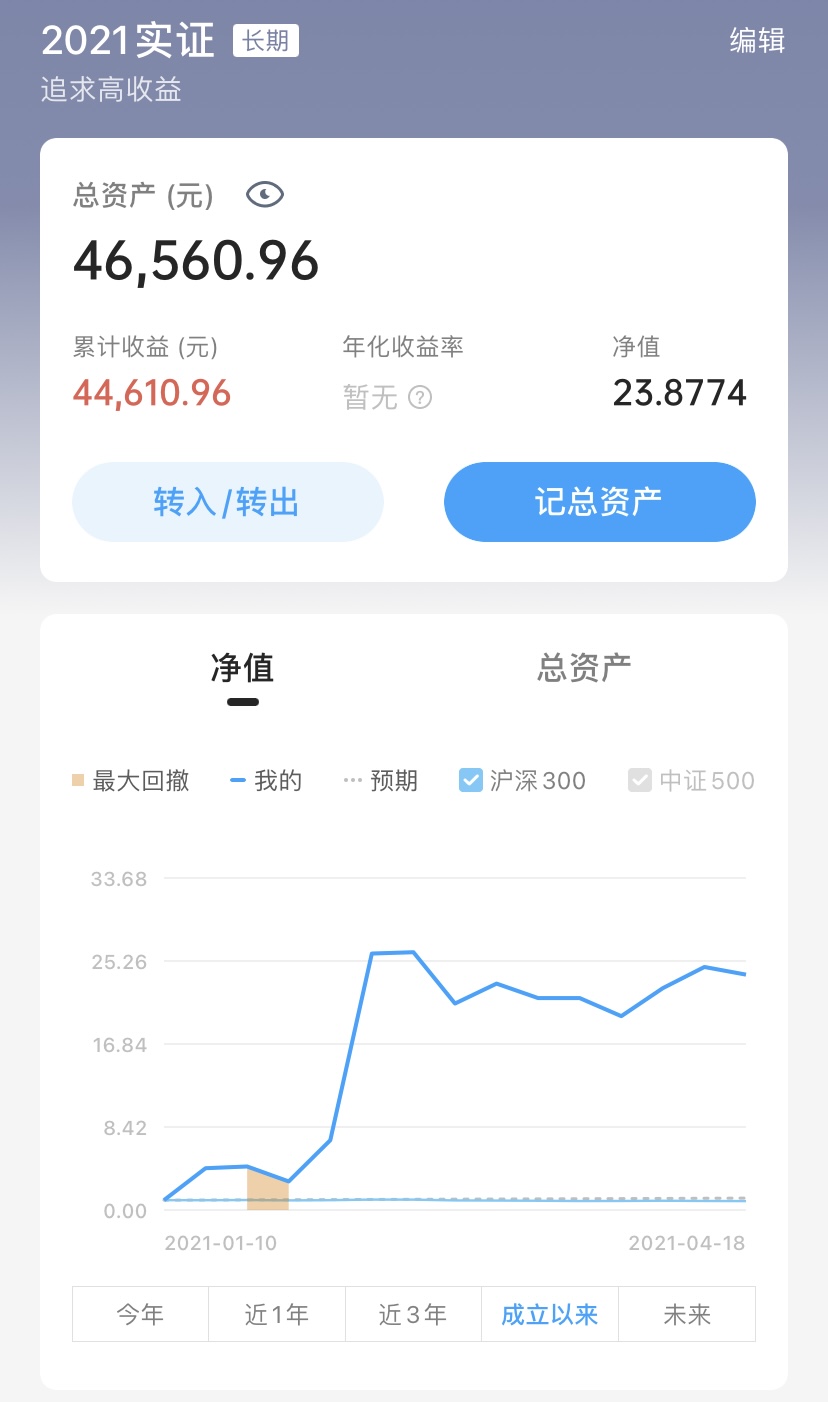 2021实证 长期 编辑
追求高收益
总资产 (元)
46,560.96
累计收益 (元) 年化收益率 净值
44,610.96 暂无 ? 23.8774
转入/转出 记总资产
净值 总资产
最大回撤 我的 预期 沪深300 中证500
33.68
25.26
16.84
8.42
0.00
2021-01-10 2021-04-18
今年 近1年 近3年 成立以来 未来